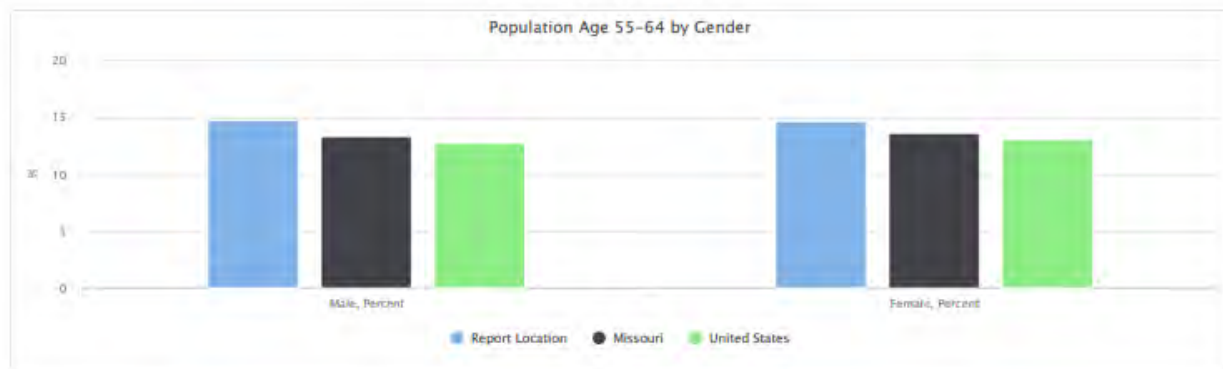 Population Age 55-64 by Gender
20
15
%
10
5
0
Male, Percent Female, Percent
Report Location Missouri United States